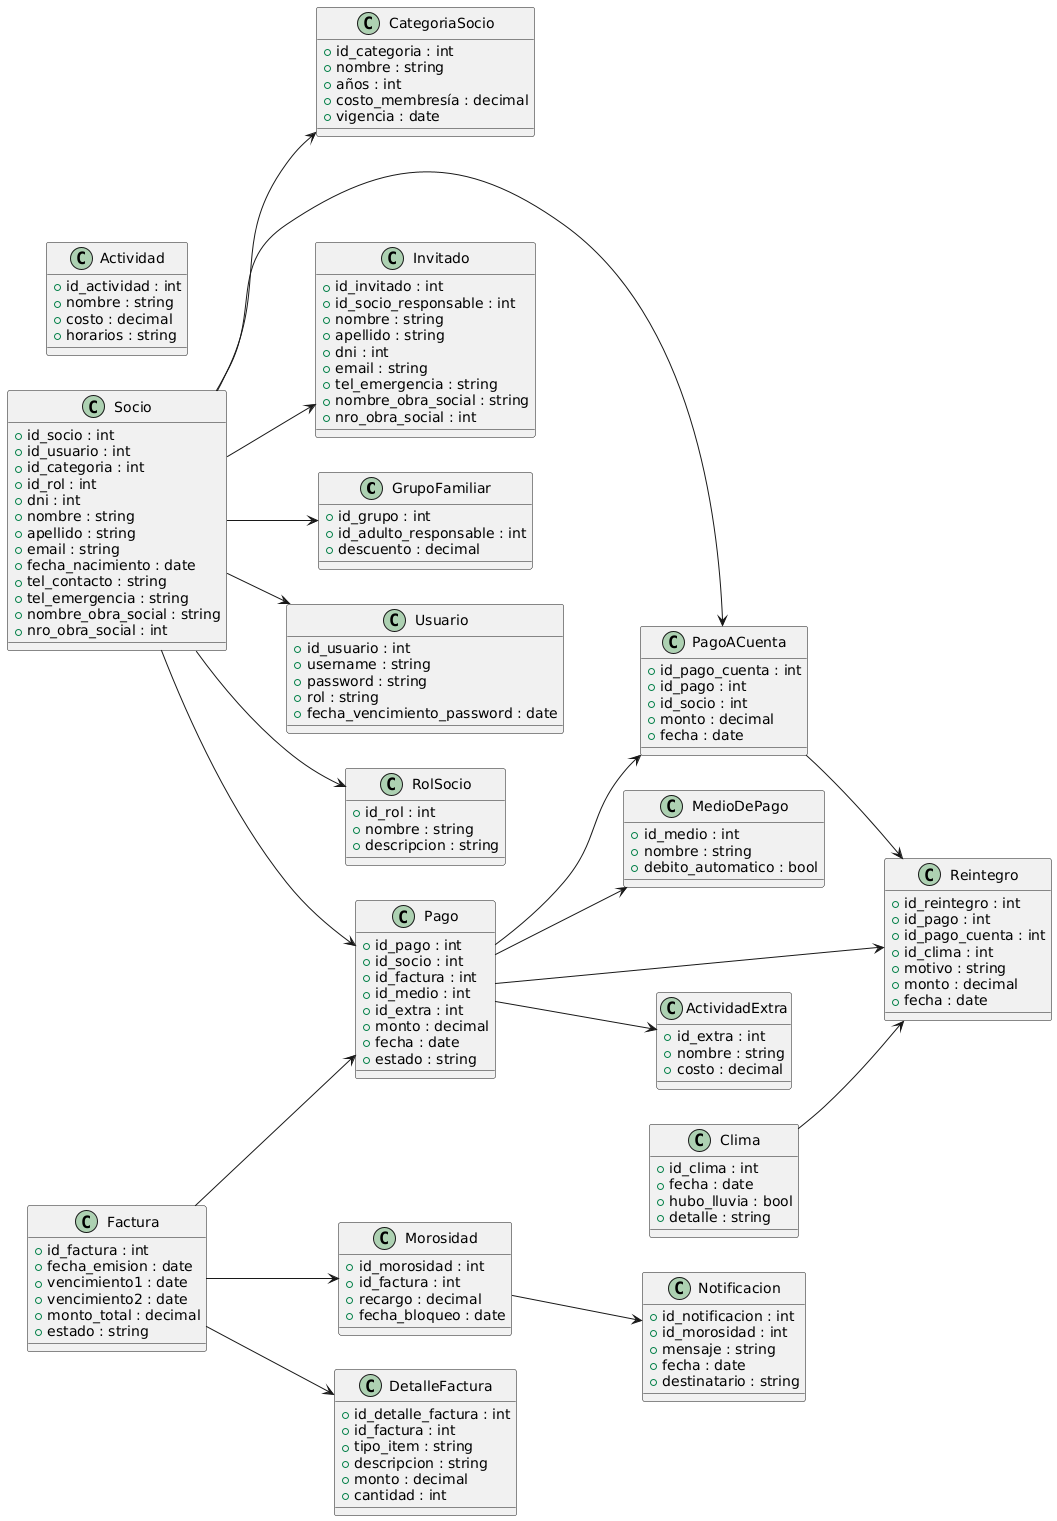 C CategoriaSocio
id_categoria : int
nombre : string
años : int
costo_membresía : decimal
vigencia : date
C Actividad
id_actividad : int
nombre : string
costo : decimal
horarios : string
C Invitado
id_invitado : int
id_socio_responsable : int
nombre : string
apellido : string
dni : int
email : string
tel_emergencia : string
nombre_obra_social : string
nro_obra_social : int
C Socio
id_socio : int
id_usuario : int
id_categoria : int
id_rol : int
dni : int
nombre : string
apellido : string
email : string
fecha_nacimiento : date
tel_contacto : string
tel_emergencia : string
nombre_obra_social : string
nro_obra_social : int
C GrupoFamiliar
id_grupo : int
id_adulto_responsable : int
descuento : decimal
C Usuario
id_usuario : int
username : string
password : string
rol : string
fecha_vencimiento_password : date
C PagoACuenta
id_pago_cuenta : int
id_pago : int
id_socio : int
monto : decimal
fecha : date
C RolSocio
id_rol : int
nombre : string
descripcion : string
C MedioDePago
id_medio : int
nombre : string
debito_automatico : bool
C Reintegro
id_reintegro : int
id_pago : int
id_pago_cuenta : int
id_clima : int
motivo : string
monto : decimal
fecha : date
C Pago
id_pago : int
id_socio : int
id_factura : int
id_medio : int
id_extra : int
monto : decimal
fecha : date
estado : string
C ActividadExtra
id_extra : int
nombre : string
costo : decimal
C Clima
id_clima : int
fecha : date
hubo_lluvia : bool
detalle : string
C Factura
id_factura : int
fecha_emision : date
vencimiento1 : date
vencimiento2 : date
monto_total : decimal
estado : string
C Morosidad
id_morosidad : int
id_factura : int
recargo : decimal
fecha_bloqueo : date
C Notificacion
id_notificacion : int
id_morosidad : int
mensaje : string
fecha : date
destinatario : string
C DetalleFactura
id_detalle_factura : int
id_factura : int
tipo_item : string
descripcion : string
monto : decimal
cantidad : int